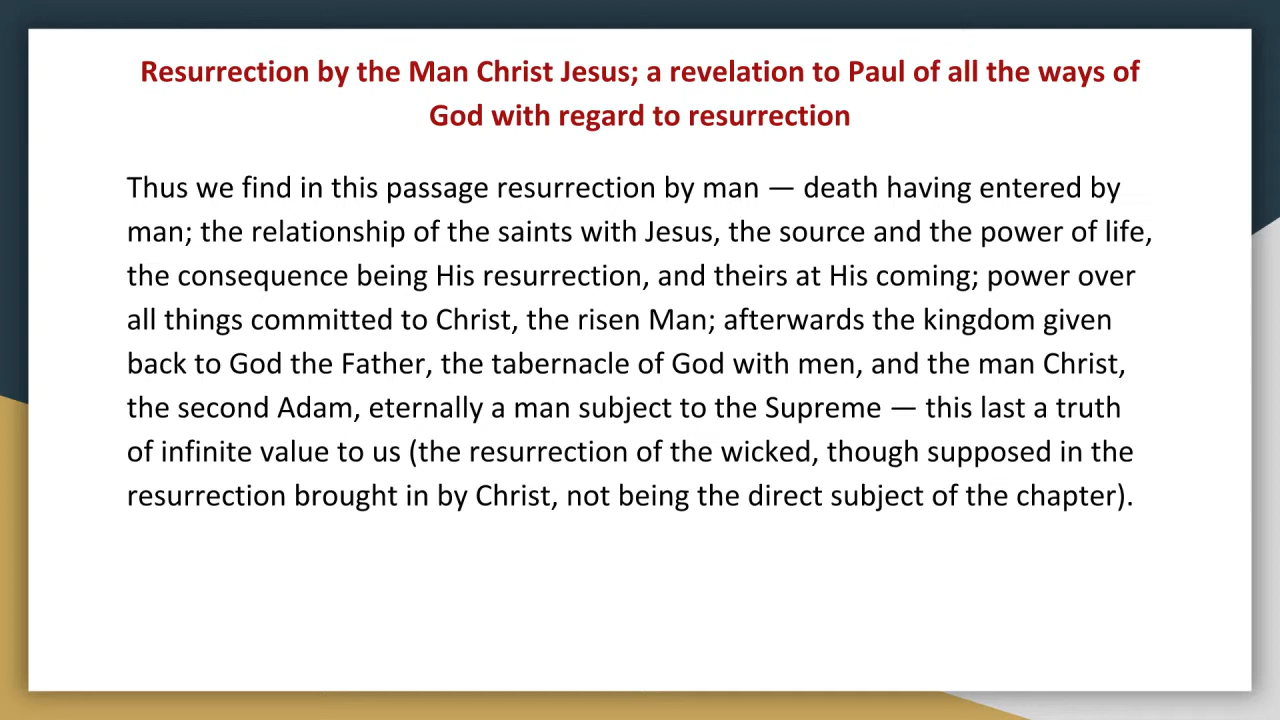 Resurrection by the Man Christ Jesus; a revelation to Paul of all the ways of
God with regard to resurrection
Thus we find in this passage resurrection by man — death having entered by
man; the relationship of the saints with Jesus, the source and the power of life,
the consequence being His resurrection, and theirs at His coming; power over
all things committed to Christ, the risen Man; afterwards the kingdom given
back to God the Father, the tabernacle of God with men, and the man Christ,
the second Adam, eternally a man subject to the Supreme — this last a truth
of infinite value to us (the resurrection of the wicked, though supposed in the
resurrection brought in by Christ, not being the direct subject of the chapter).